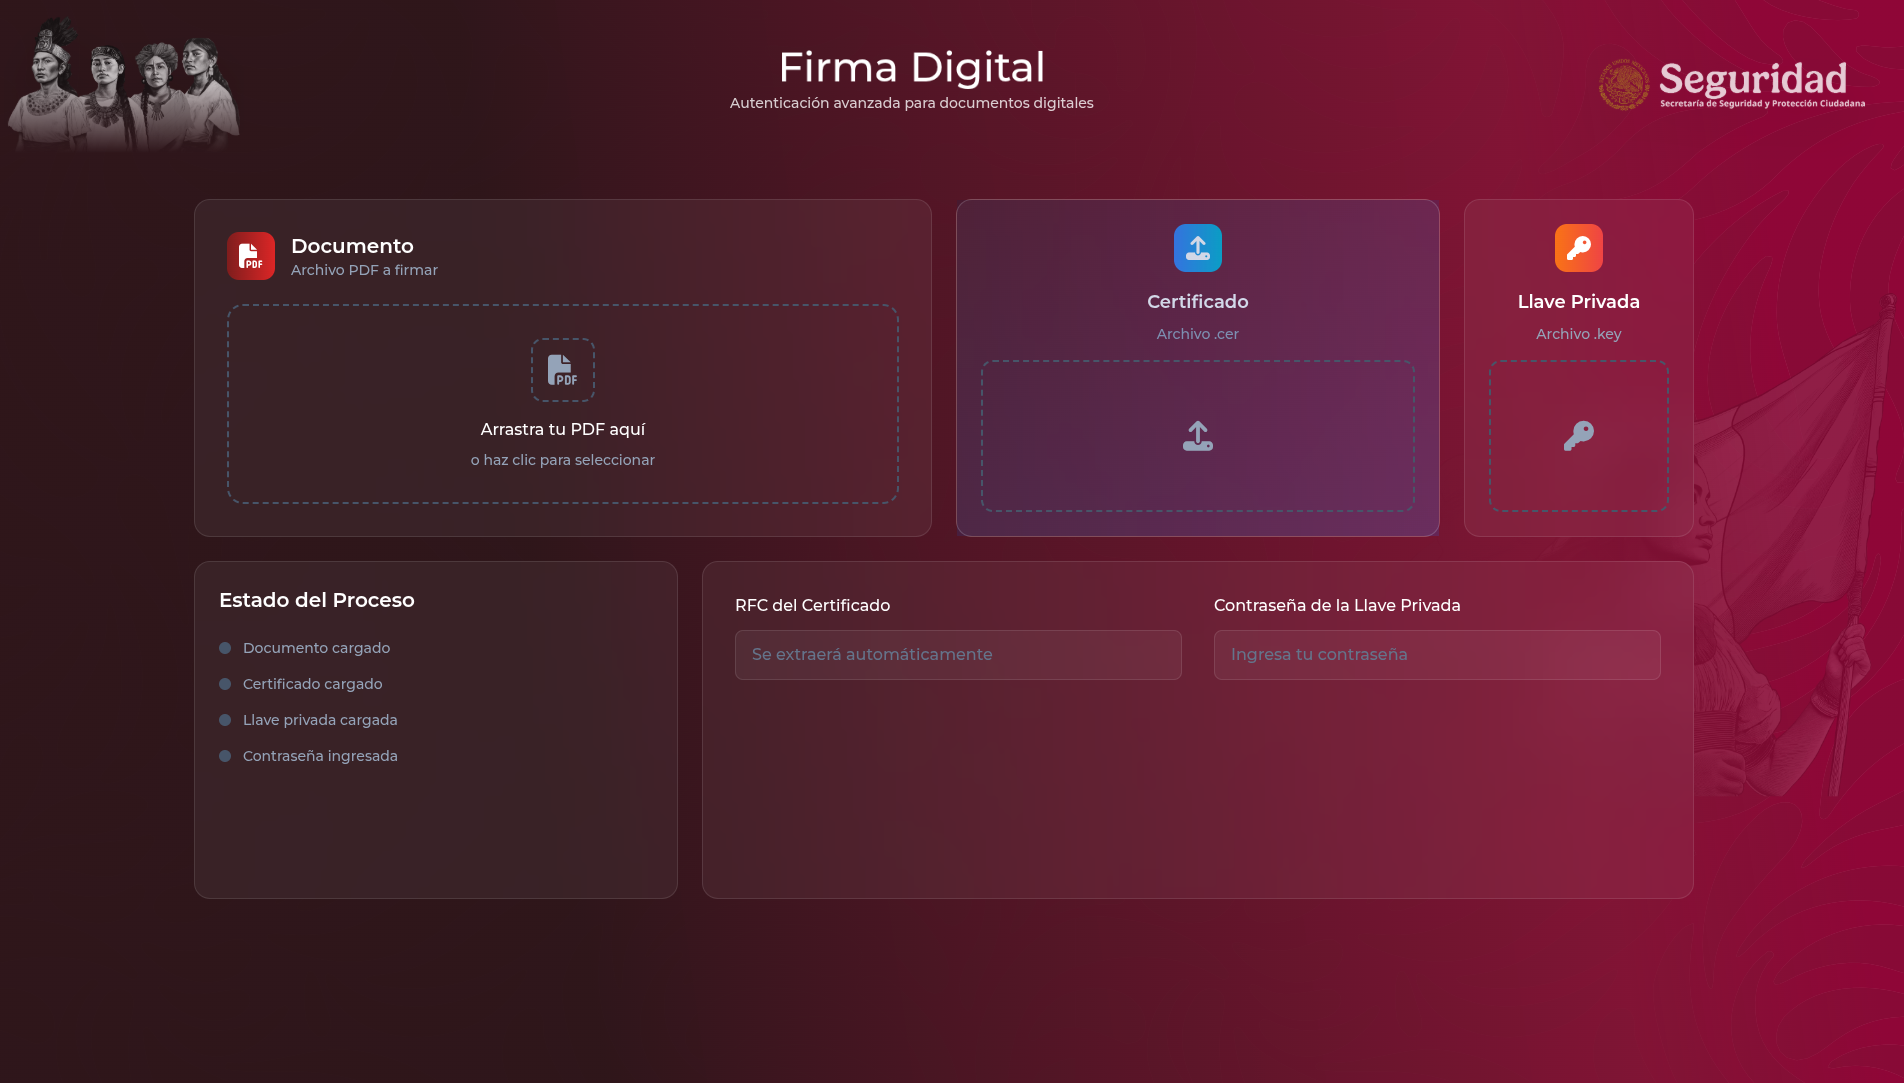 Firma Digital
Autenticación avanzada para documentos digitales
Seguridad
Secretaría de Seguridad y Protección Ciudadana
PDF
Documento
Archivo PDF a firmar
PDF
Arrastra tu PDF aquí
o haz clic para seleccionar
Certificado
Archivo .cer
Llave Privada
Archivo .key
Estado del Proceso
Documento cargado
Certificado cargado
Llave privada cargada
Contraseña ingresada
RFC del Certificado
Se extraerá automáticamente
Contraseña de la Llave Privada
Ingresa tu contraseña